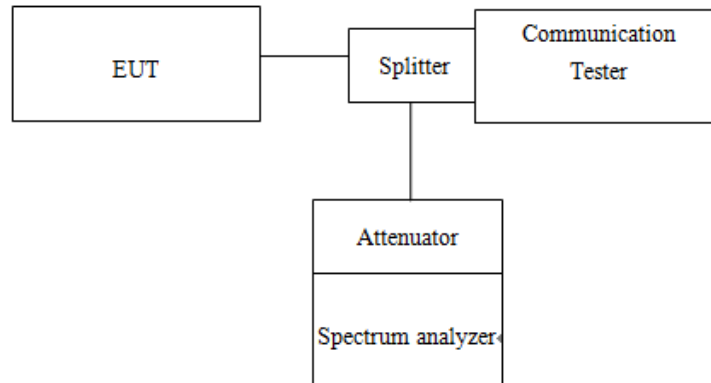 EUT
Splitter
Communication
Tester
Attenuator
Spectrum analyzer